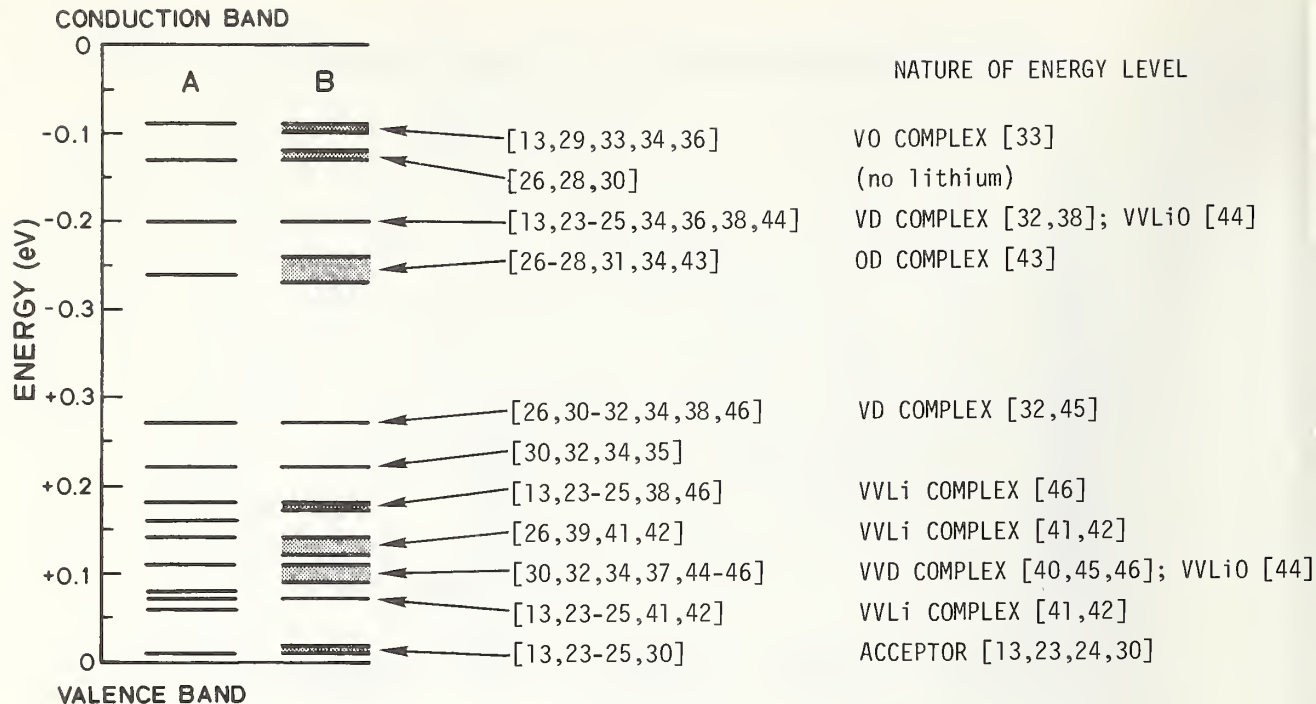 CONDUCTION BAND
0
A B
NATURE OF ENERGY LEVEL
-0.1
[13,29,33,34,36] VO COMPLEX [33]
[26,28,30] (no lithium)
-0.2
[13,23-25,34,36,38,44] VD COMPLEX [32,38]; VVLiO [44]
[26-28,31,34,43] OD COMPLEX [43]
-0.3
ENERGY (eV)
+0.3
[26,30-32,34,38,46] VD COMPLEX [32,45]
[30,32,34,35]
+0.2
[13,23-25,38,46] VVLi COMPLEX [46]
[26,39,41,42] VVLi COMPLEX [41,42]
+0.1
[30,32,34,37,44-46] VVD COMPLEX [40,45,46]; VVLiO [44]
[13,23-25,41,42] VVLi COMPLEX [41,42]
[13,23-25,30] ACCEPTOR [13,23,24,30]
0
VALENCE BAND